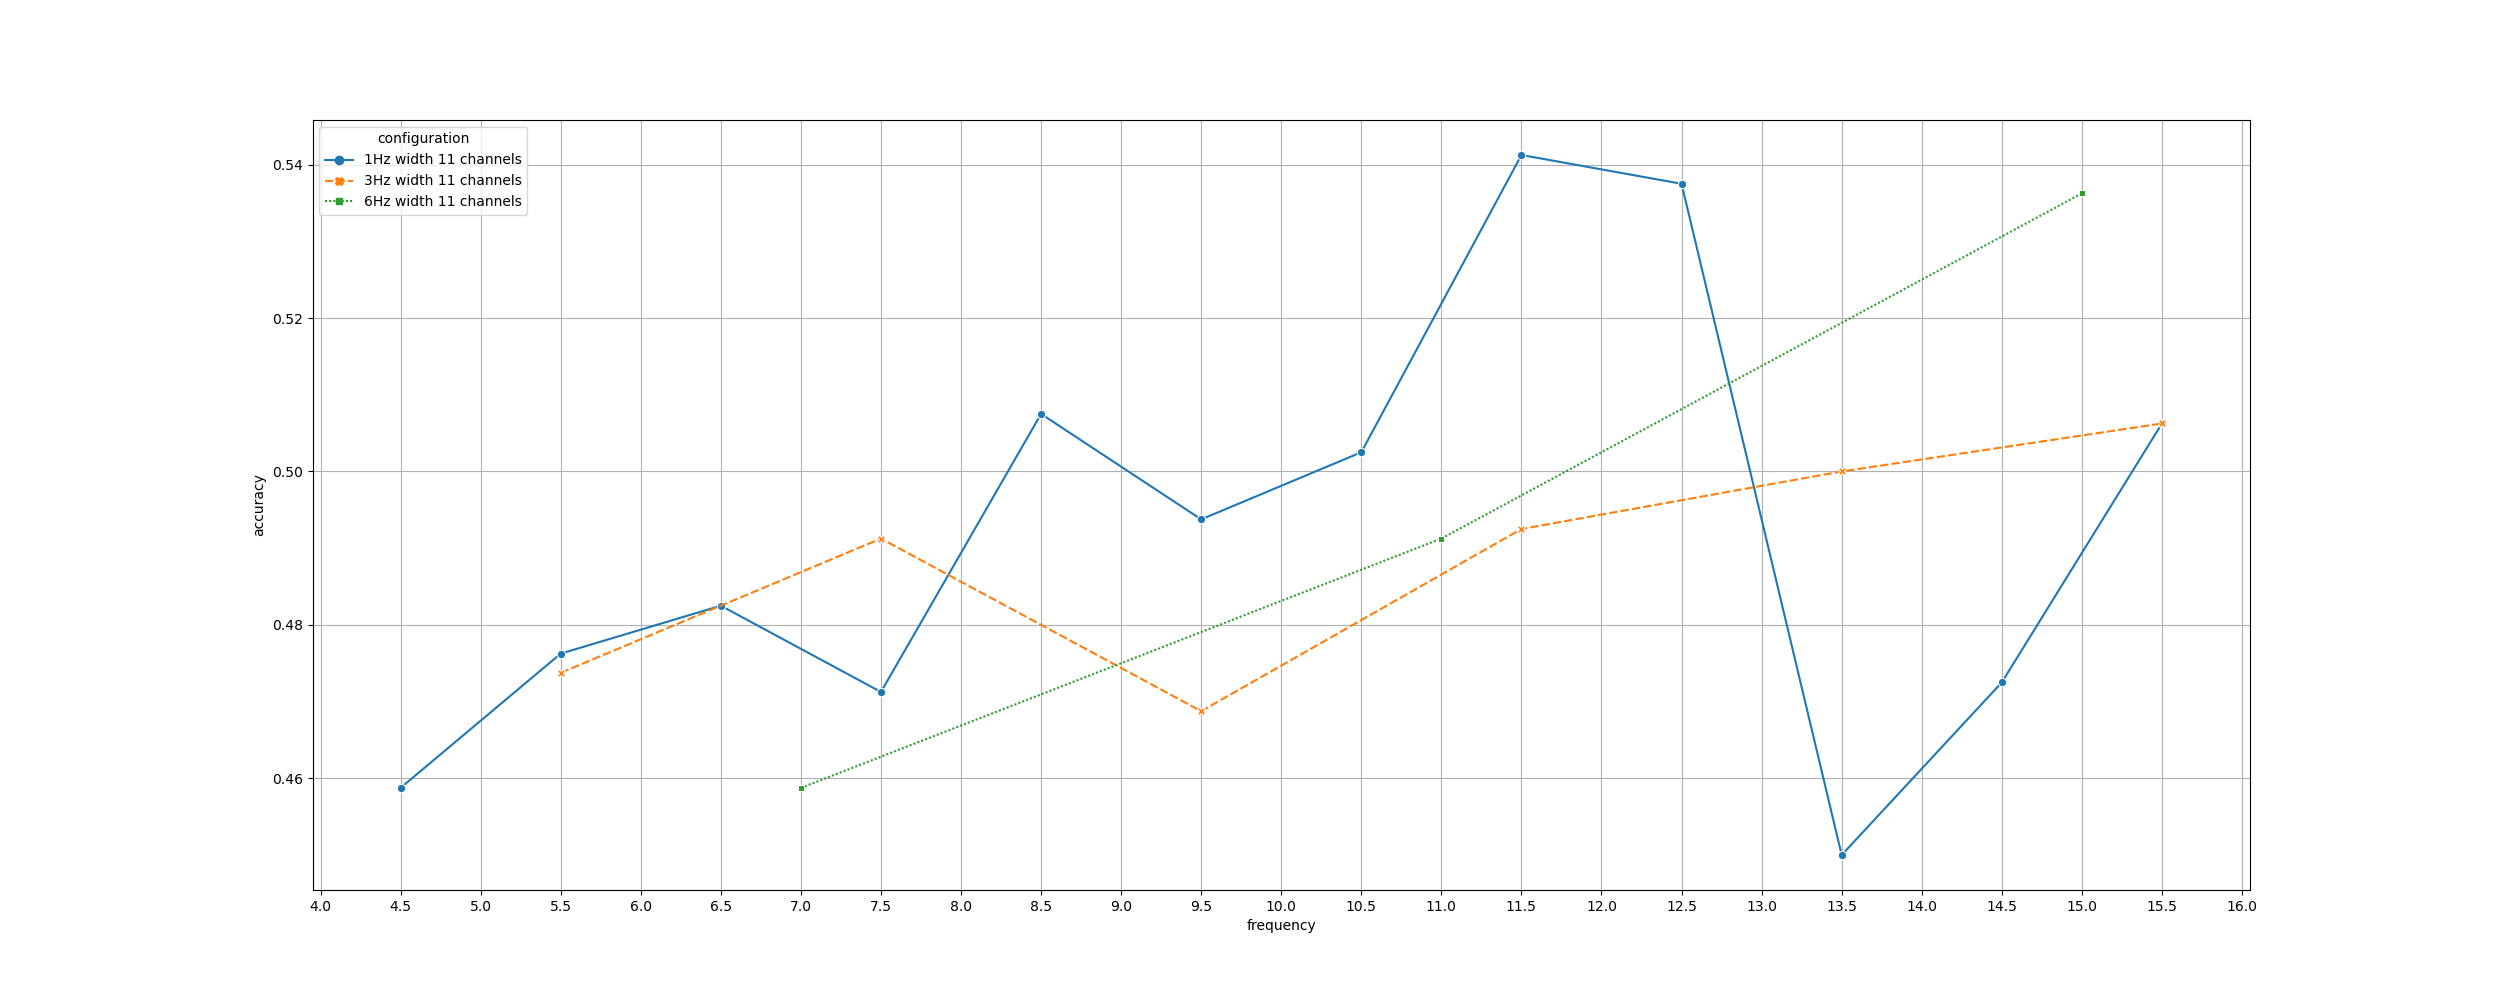 configuration
1Hz width 11 channels
3Hz width 11 channels
6Hz width 11 channels
accuracy
0.54
0.52
0.50
0.48
0.46
4.0 4.5 5.0 5.5 6.0 6.5 7.0 7.5 8.0 8.5 9.0 9.5 10.0 10.5 11.0 11.5 12.0 12.5 13.0 13.5 14.0 14.5 15.0 15.5 16.0
frequency